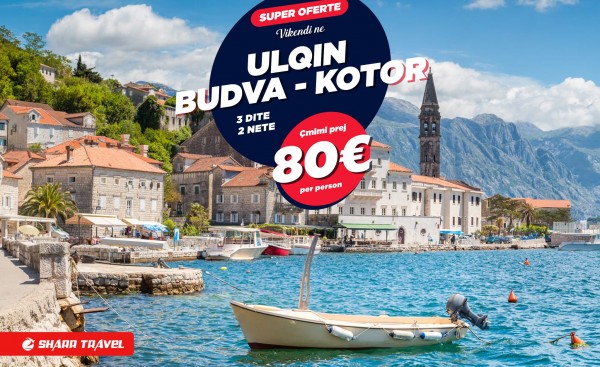 SUPER OFERTE
Vikendi ne
ULQIN
BUDVA - KOTOR
3 DITE
2 NETE
Çmimi prej
80€
per person
SHARR TRAVEL